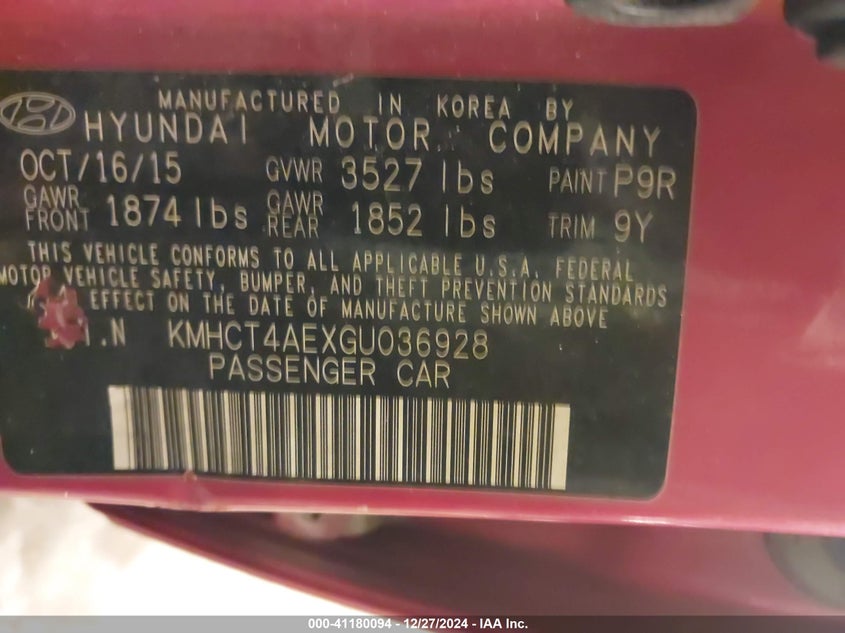 MANUFACTURED IN KOREA BY
HYUNDAI MOTOR COMPANY
OCT/16/15 GVWR 3527 lbs PAINT P9R
GAWR FRONT 1874 lbs GAWR REAR 1852 lbs TRIM 9Y
THIS VEHICLE CONFORMS TO ALL APPLICABLE U.S.A. FEDERAL
MOTOR VEHICLE SAFETY, BUMPER, AND THEFT PREVENTION STANDARDS
EFFECT ON THE DATE OF MANUFACTURE SHOWN ABOVE
I.N KMHCT4AEXGU036928
PASSENGER CAR
000-41180094 - 12/27/2024 - IAA Inc.